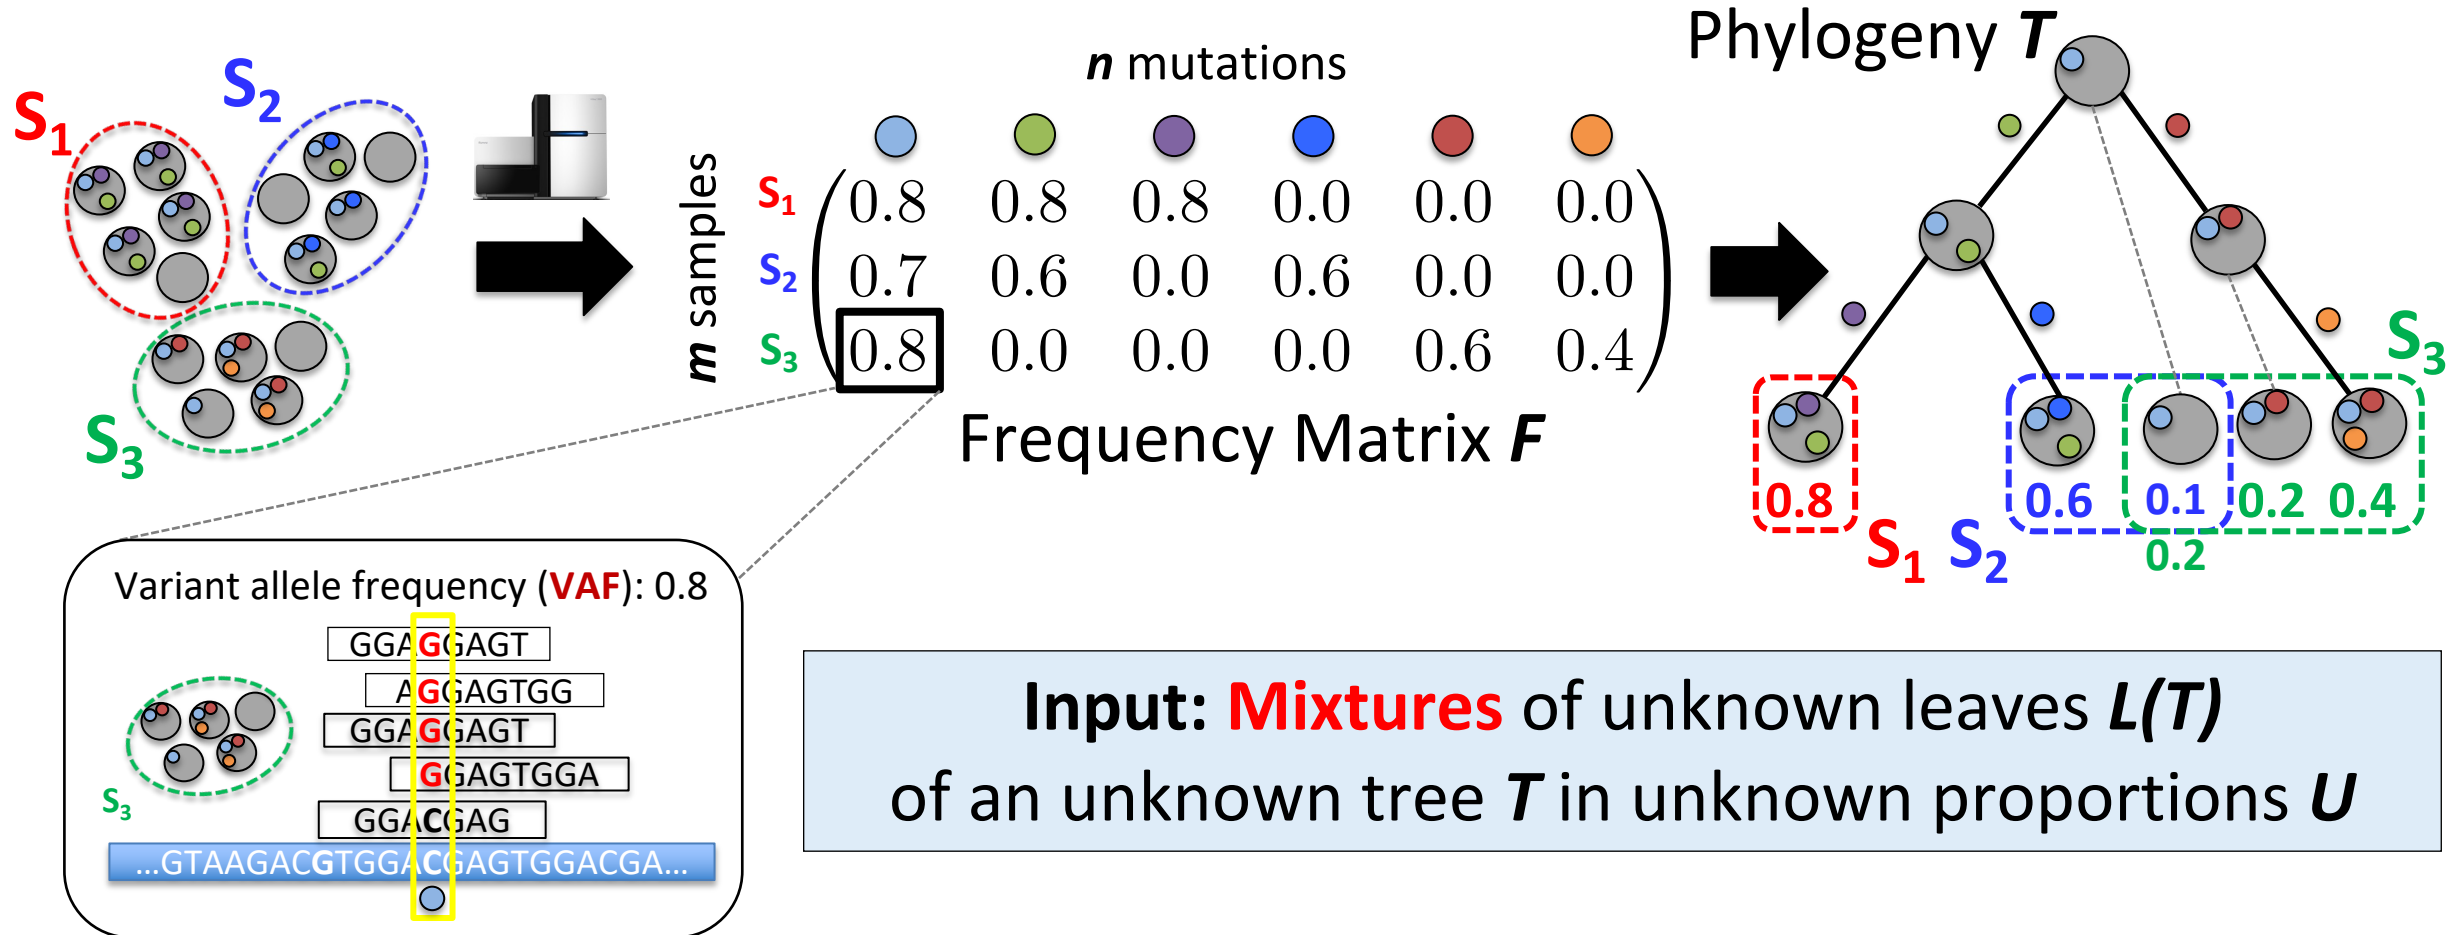 S1
S2
S3
n mutations
m samples
S1 0.8 0.8 0.8 0.0 0.0 0.0
S2 0.7 0.6 0.0 0.6 0.0 0.0
S3 0.8 0.0 0.0 0.0 0.6 0.4
Frequency Matrix F
Phylogeny T
S3
0.8 0.6 0.1 0.2 0.4
S1 S2 0.2
Variant allele frequency (VAF): 0.8
GGAGGAGT
AGGAGTGG
GGAGGAGT
GGAGTGGA
GGACGAG
S3
...GTAAGACGTGGACGAGTGGACGA...
Input: Mixtures of unknown leaves L(T)
of an unknown tree T in unknown proportions U